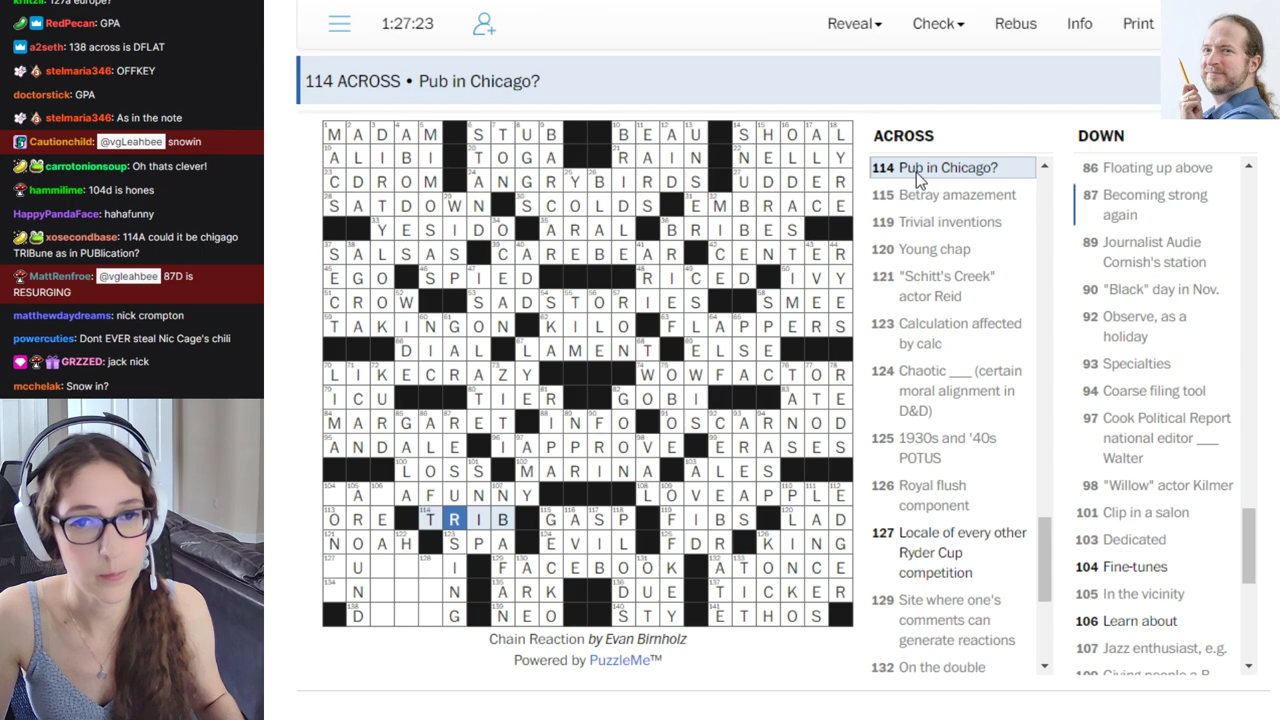 kritzil: 127a europe?
RedPecan: GPA
a2seth: 138 across is DFLAT
stelmaria346: OFFKEY
doctorstick: GPA
stelmaria346: As in the note
Cautionchild: @vgLeahbee snowin
carrotonionsoup: Oh thats clever!
hammilime: 104d is hones
HappyPandaFace: hahafunny
xosecondbase: 114A could it be chigago
TRIBune as in PUBlication?
MattRenfroe: @vgleahbee 87D is
RESURGING
matthewdaydreams: nick crompton
powercuties: Dont EVER steal Nic Cage's chili
GRZZED: jack nick
mcchelak: Snow in?
1:27:23
Reveal
Check
Rebus
Info
Print
114 ACROSS • Pub in Chicago?
MADAM STUB BEAU SHOAL
ALIBI TOGA RAIN NELLY
CDROM ANGRYBIRDS UDDER
SATDOWN SCOLDS EMBRACE
YESIDO ARAL BRIBES
SALSAS CAREBEAR CENTER
EGO SPIED RICED IVY
CROW SADSTORIES SMEE
TAKINGON KILO FLAPPERS
DIAL LAMENT ELSE
LIKECRAZY WOWFACTOR
ICU TIER GOBI ATE
MARGARET INFO OSCARNOD
ANDALE IAPPROVE ERASES
LOSS MARINA ALES
A AFUNNY LOVEAPPLE
ORE TRIB GASP FIBS LAD
NOAH SPA EVIL FDR KING
U I FACEBOOK ATONCE
N N ARK DUE TICKER
D G NEO STY ETHOS
Chain Reaction by Evan Birnholz
Powered by PuzzleMe™
ACROSS
114 Pub in Chicago?
115 Betray amazement
119 Trivial inventions
120 Young chap
121 "Schitt's Creek"
actor Reid
123 Calculation affected
by calc
124 Chaotic ___ (certain
moral alignment in
D&D)
125 1930s and '40s
POTUS
126 Royal flush
component
127 Locale of every other
Ryder Cup
competition
129 Site where one's
comments can
generate reactions
132 On the double
DOWN
86 Floating up above
87 Becoming strong
again
89 Journalist Audie
Cornish's station
90 "Black" day in Nov.
92 Observe, as a
holiday
93 Specialties
94 Coarse filing tool
97 Cook Political Report
national editor ___
Walter
98 "Willow" actor Kilmer
101 Clip in a salon
103 Dedicated
104 Fine-tunes
105 In the vicinity
106 Learn about
107 Jazz enthusiast, e.g.